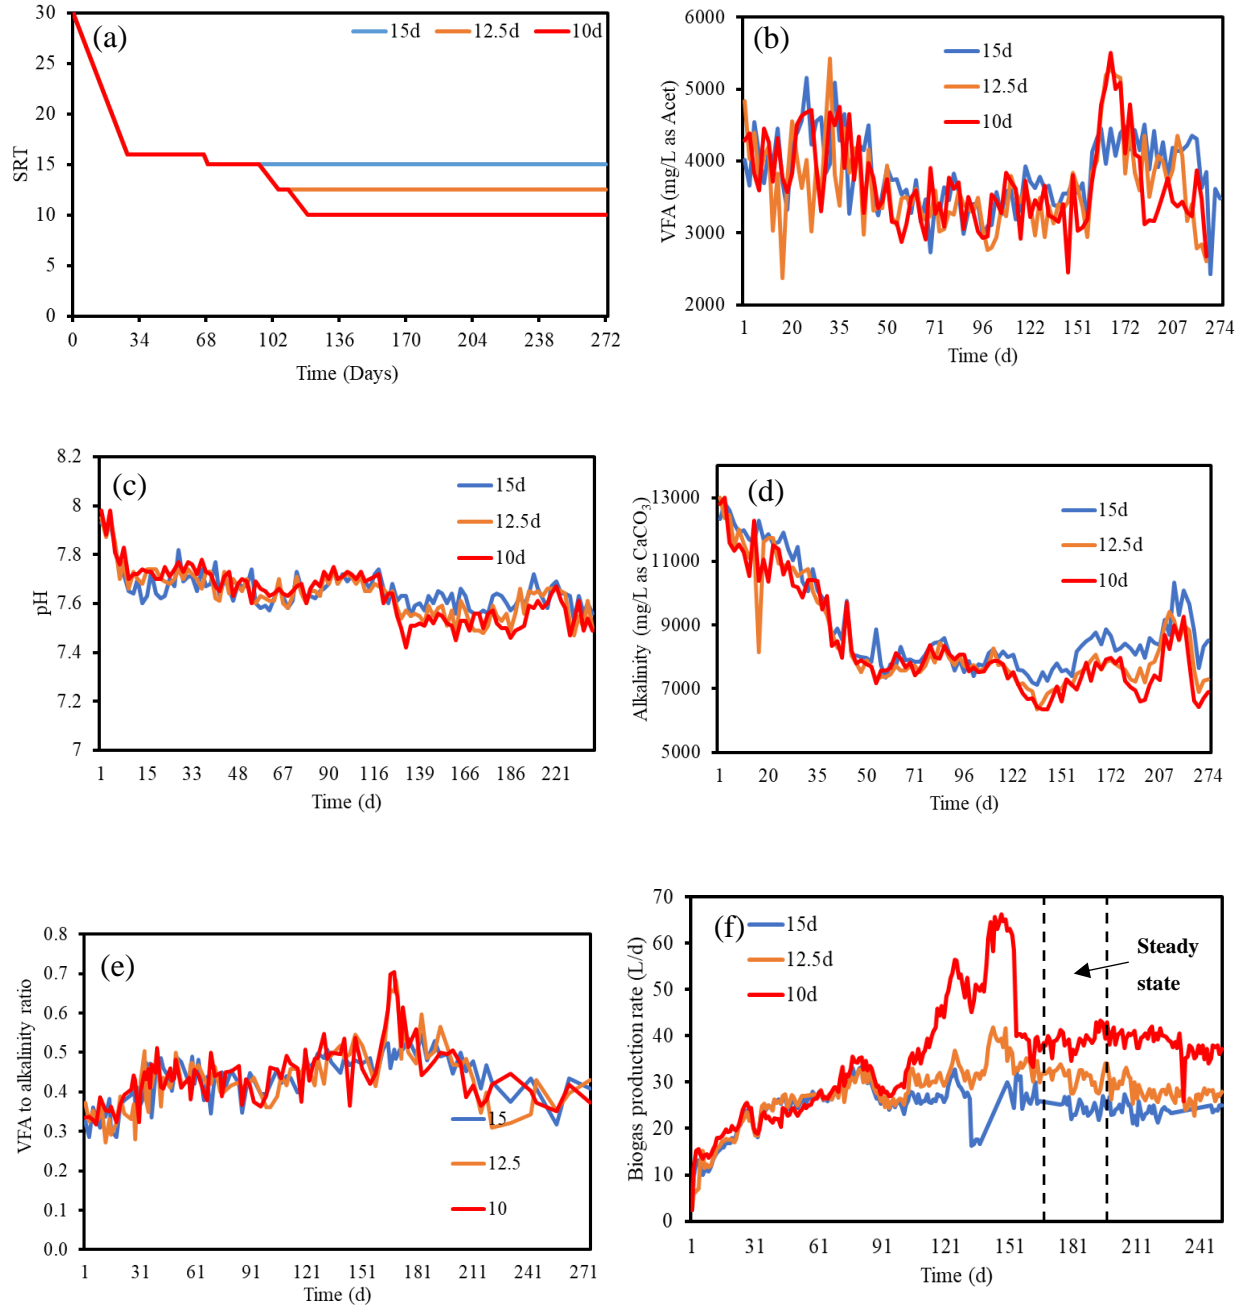 (a)
15d 12.5d 10d
30
25
20
15
10
5
0
SRT
0 34 68 102 136 170 204 238 272
Time (Days)
(b)
15d
12.5d
10d
6000
5000
4000
3000
2000
VFA (mg/L as Acet)
1 20 35 50 71 96 122 151 172 207 274
Time (d)
(c)
15d
12.5d
10d
8.2
8
7.8
7.6
7.4
7.2
7
pH
1 15 33 48 67 90 116 139 166 186 221
Time (d)
(d)
15d
12.5d
10d
13000
11000
9000
7000
5000
Alkalinity (mg/L as CaCO₃)
1 20 35 50 71 96 122 151 172 207 274
Time (d)
(e)
0.8
0.7
0.6
0.5
0.4
0.3
0.2
0.1
0.0
VFA to alkalinity ratio
15
12.5
10
1 31 61 91 121 151 181 211 241 271
Time (d)
(f)
15d
12.5d
10d
Steady
state
70
60
50
40
30
20
10
0
Biogas production rate (L/d)
1 31 61 91 121 151 181 211 241
Time (d)